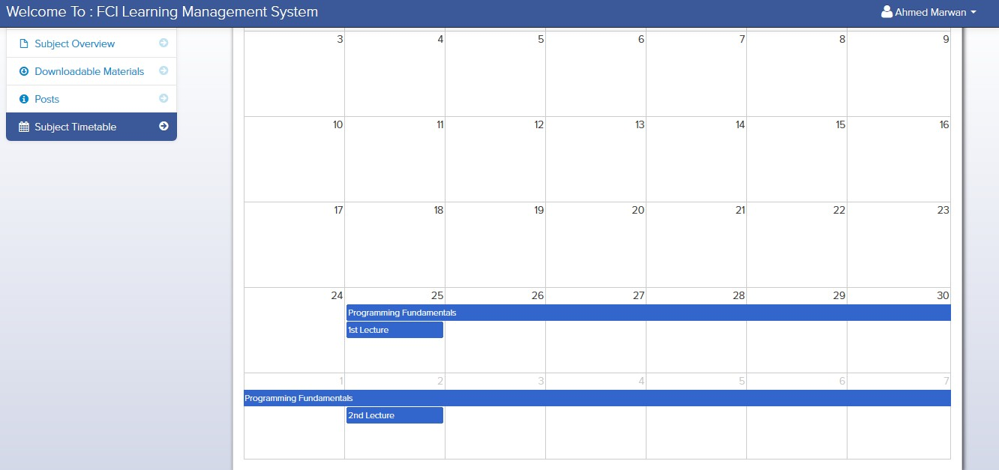 Welcome To : FCI Learning Management System
Ahmed Marwan
Subject Overview
Downloadable Materials
Posts
Subject Timetable
3 4 5 6 7 8 9
10 11 12 13 14 15 16
17 18 19 20 21 22 23
24 25 26 27 28 29 30
Programming Fundamentals
1st Lecture
1 2 3 4 5 6 7
Programming Fundamentals
2nd Lecture